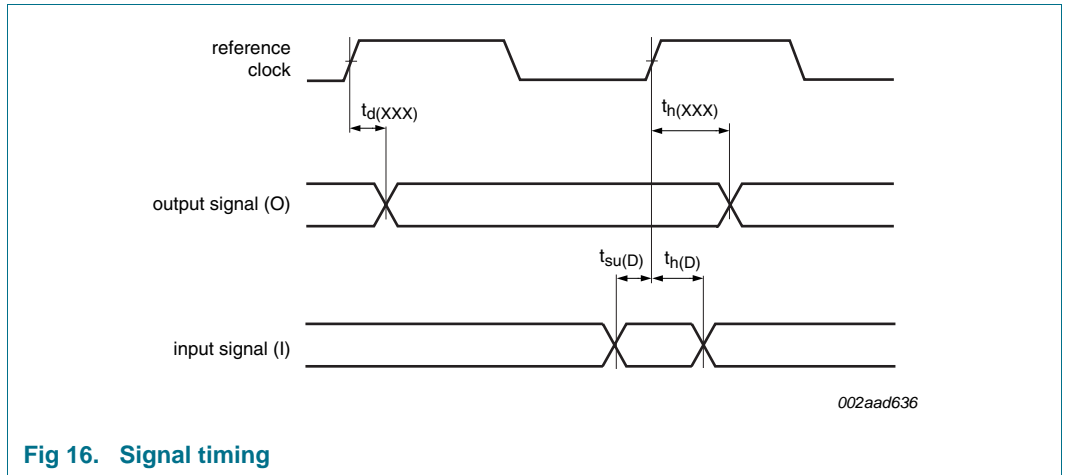 reference
clock
td(XXX)
th(XXX)
output signal (O)
tsu(D)
th(D)
input signal (I)
002aad636
Fig 16. Signal timing